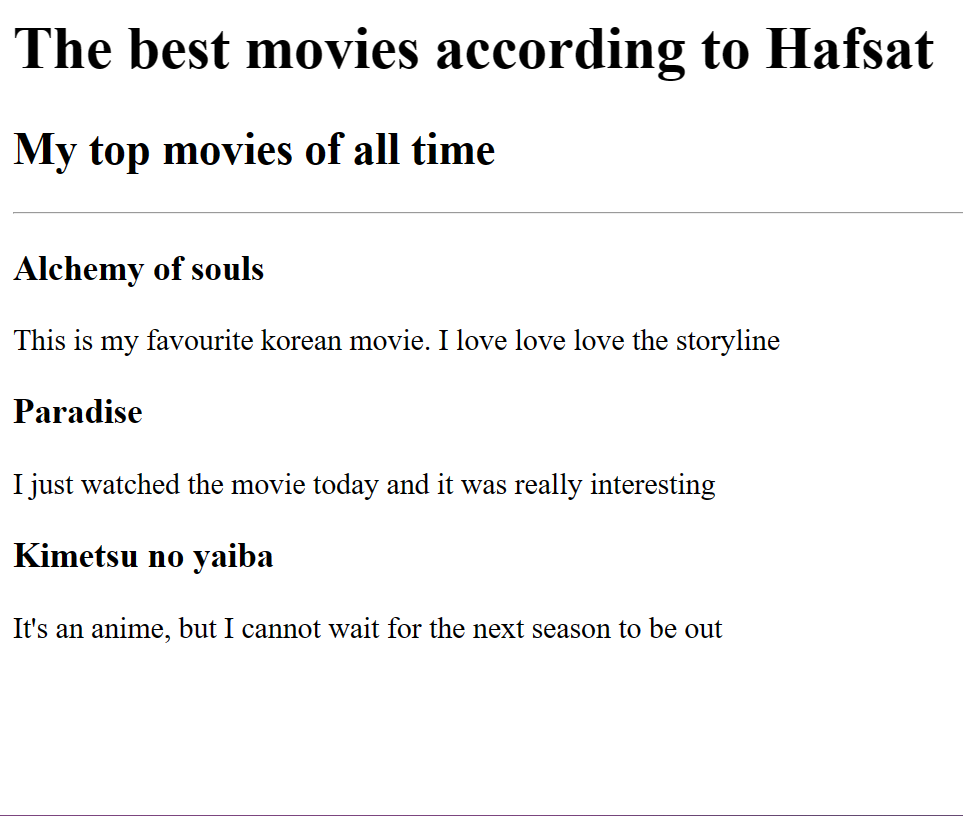 The best movies according to Hafsat
My top movies of all time
Alchemy of souls
This is my favourite korean movie. I love love love the storyline
Paradise
I just watched the movie today and it was really interesting
Kimetsu no yaiba
It's an anime, but I cannot wait for the next season to be out